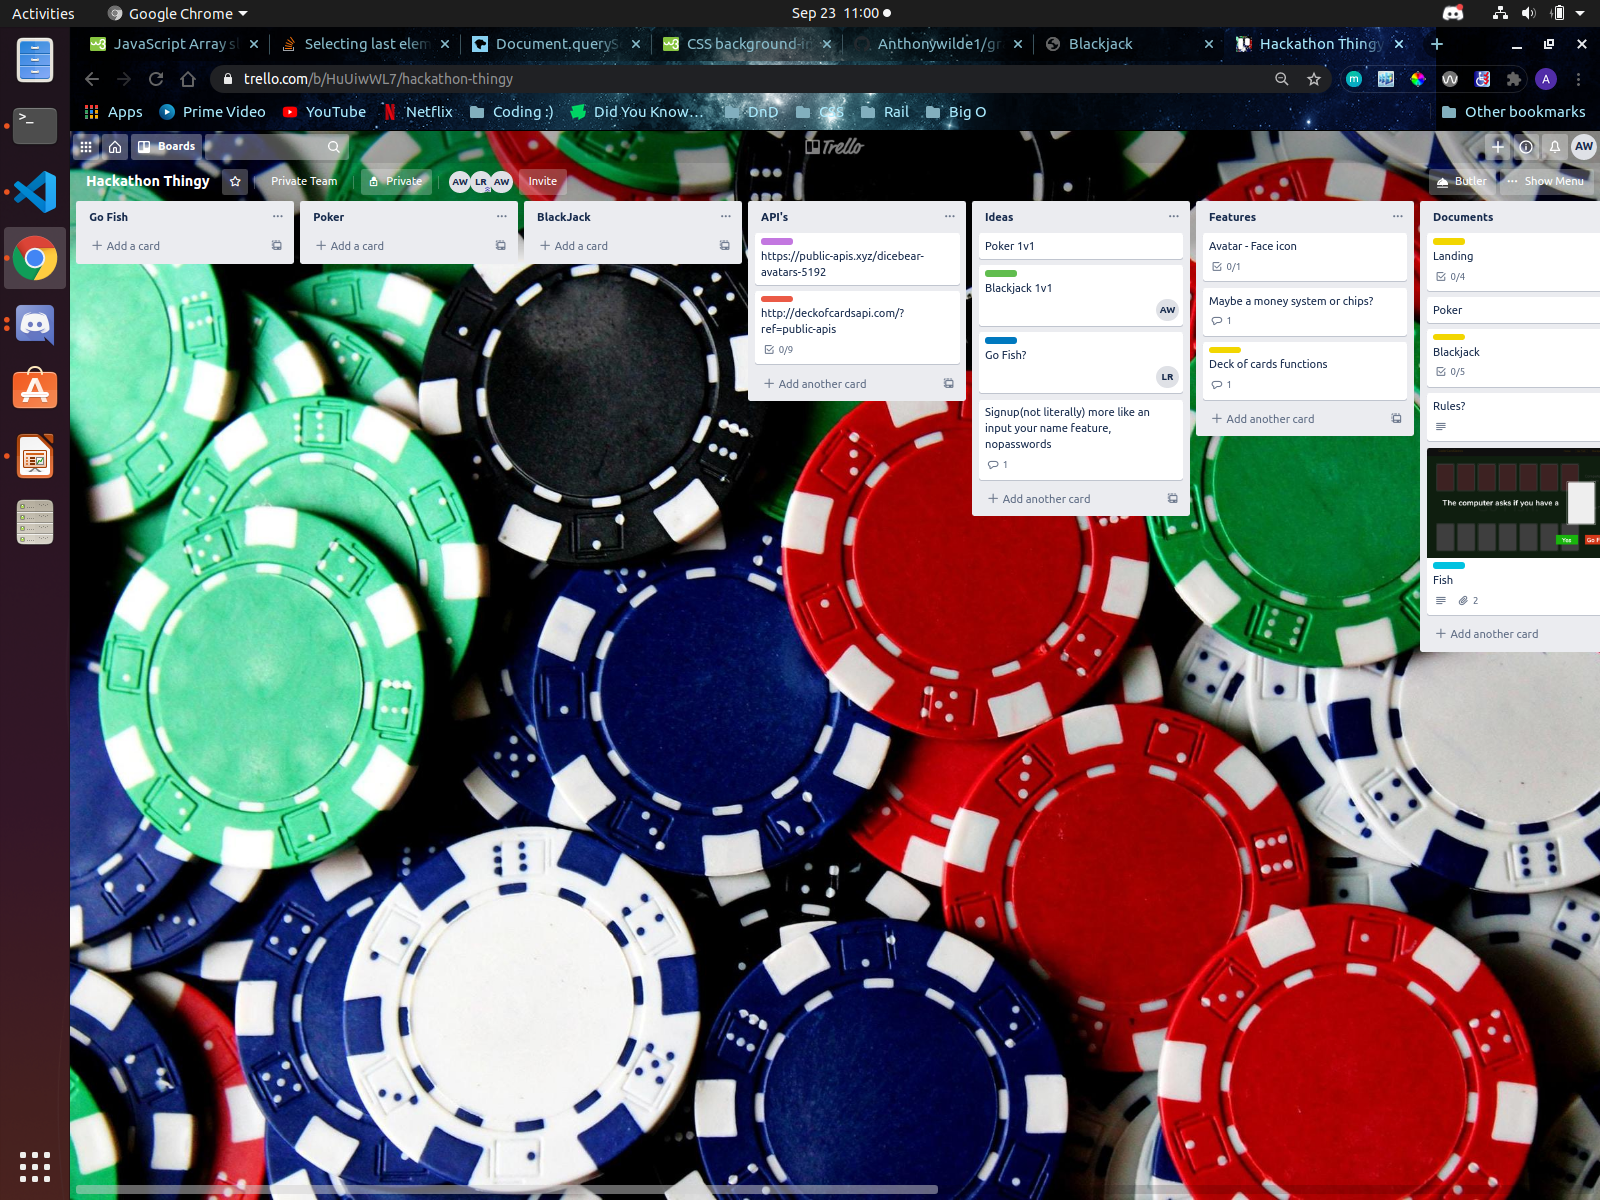 Activities
Google Chrome
Sep 23 11:00
JavaScript Array s
Selecting last elem
Document.queryS
CSS background-i
Anthonywilde1/gr
Blackjack
Hackathon Thingy
trello.com/b/HuUiwWL7/hackathon-thingy
A
Apps
Prime Video
YouTube
Netflix
Coding :)
Did You Know…
DnD
CSS
Rail
Big O
Other bookmarks
Boards
Trello
AW
Hackathon Thingy
Private Team
Private
AW LR AW
Invite
Butler
Show Menu
Go Fish
+ Add a card
Poker
+ Add a card
BlackJack
+ Add a card
API's
https://public-apis.xyz/dicebear-
avatars-5192
http://deckofcardsapi.com/?
ref=public-apis
0/9
+ Add another card
Ideas
Poker 1v1
Blackjack 1v1
AW
Go Fish?
LR
Signup(not literally) more like an
input your name feature,
nopasswords
1
+ Add another card
Features
Avatar - Face icon
0/1
Maybe a money system or chips?
1
Deck of cards functions
1
+ Add another card
Documents
Landing
0/4
Poker
Blackjack
0/5
Rules?
The computer asks if you have a
Yes
Go F
Fish
2
+ Add another card